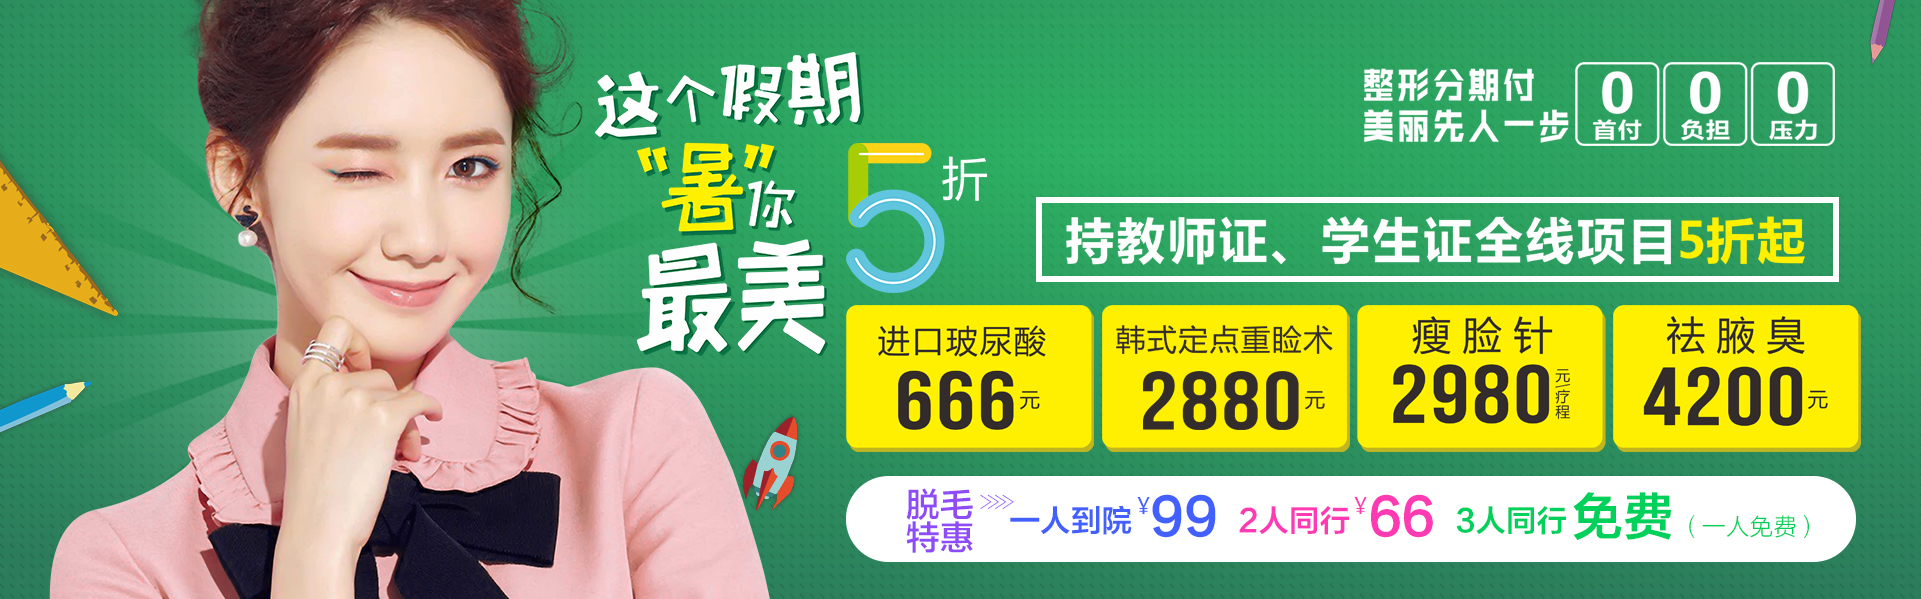 这个假期
“暑”你
最美
5折
整形分期付
美丽先人一步
0首付
0负担
0压力
持教师证、学生证全线项目5折起
进口玻尿酸
666元
韩式定点重睑术
2880元
瘦脸针
2980元/疗程
祛腋臭
4200元
脱毛
特惠
一人到院¥99 2人同行¥66 3人同行免费(一人免费)